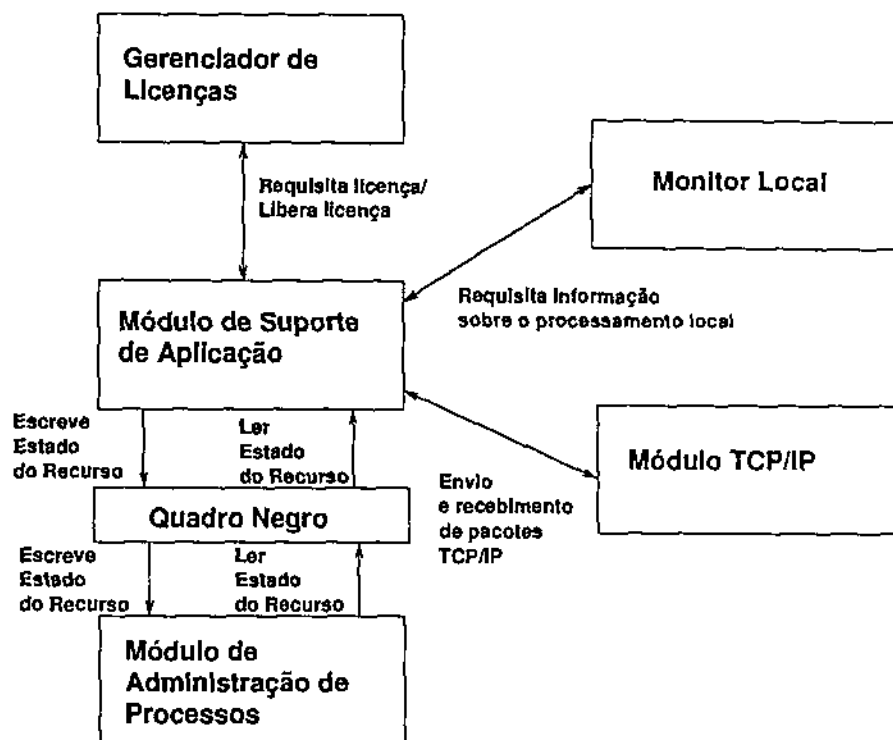 Gerenciador de
Licenças
Requisita licença/
Libera licença
Monitor Local
Requisita Informação
sobre o processamento local
Módulo de Suporte
de Aplicação
Escreve
Estado
do Recurso
Ler
Estado
do Recurso
Módulo TCP/IP
Envio
e recebimento
de pacotes
TCP/IP
Quadro Negro
Escreve
Estado
do Recurso
Ler
Estado
do Recurso
Módulo de
Administração de
Processos